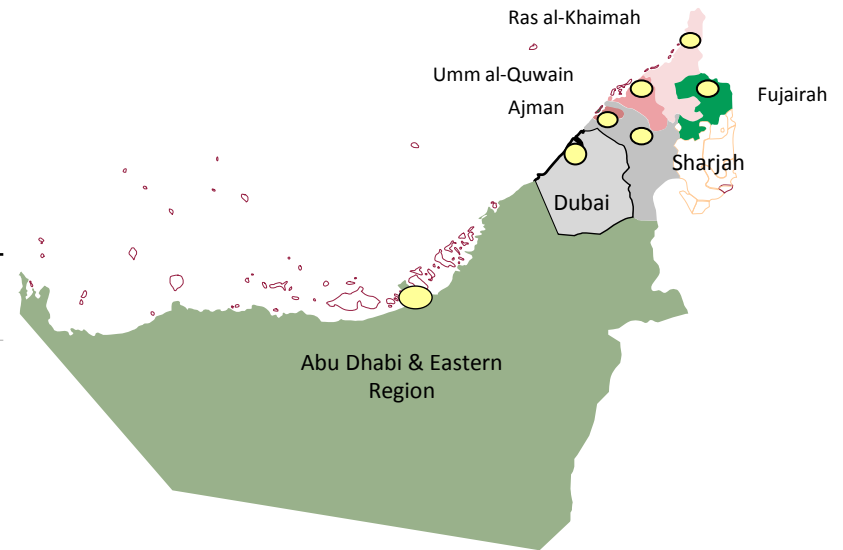 Ras al-Khaimah
Umm al-Quwain
Ajman
Fujairah
Sharjah
Dubai
Abu Dhabi & Eastern
Region